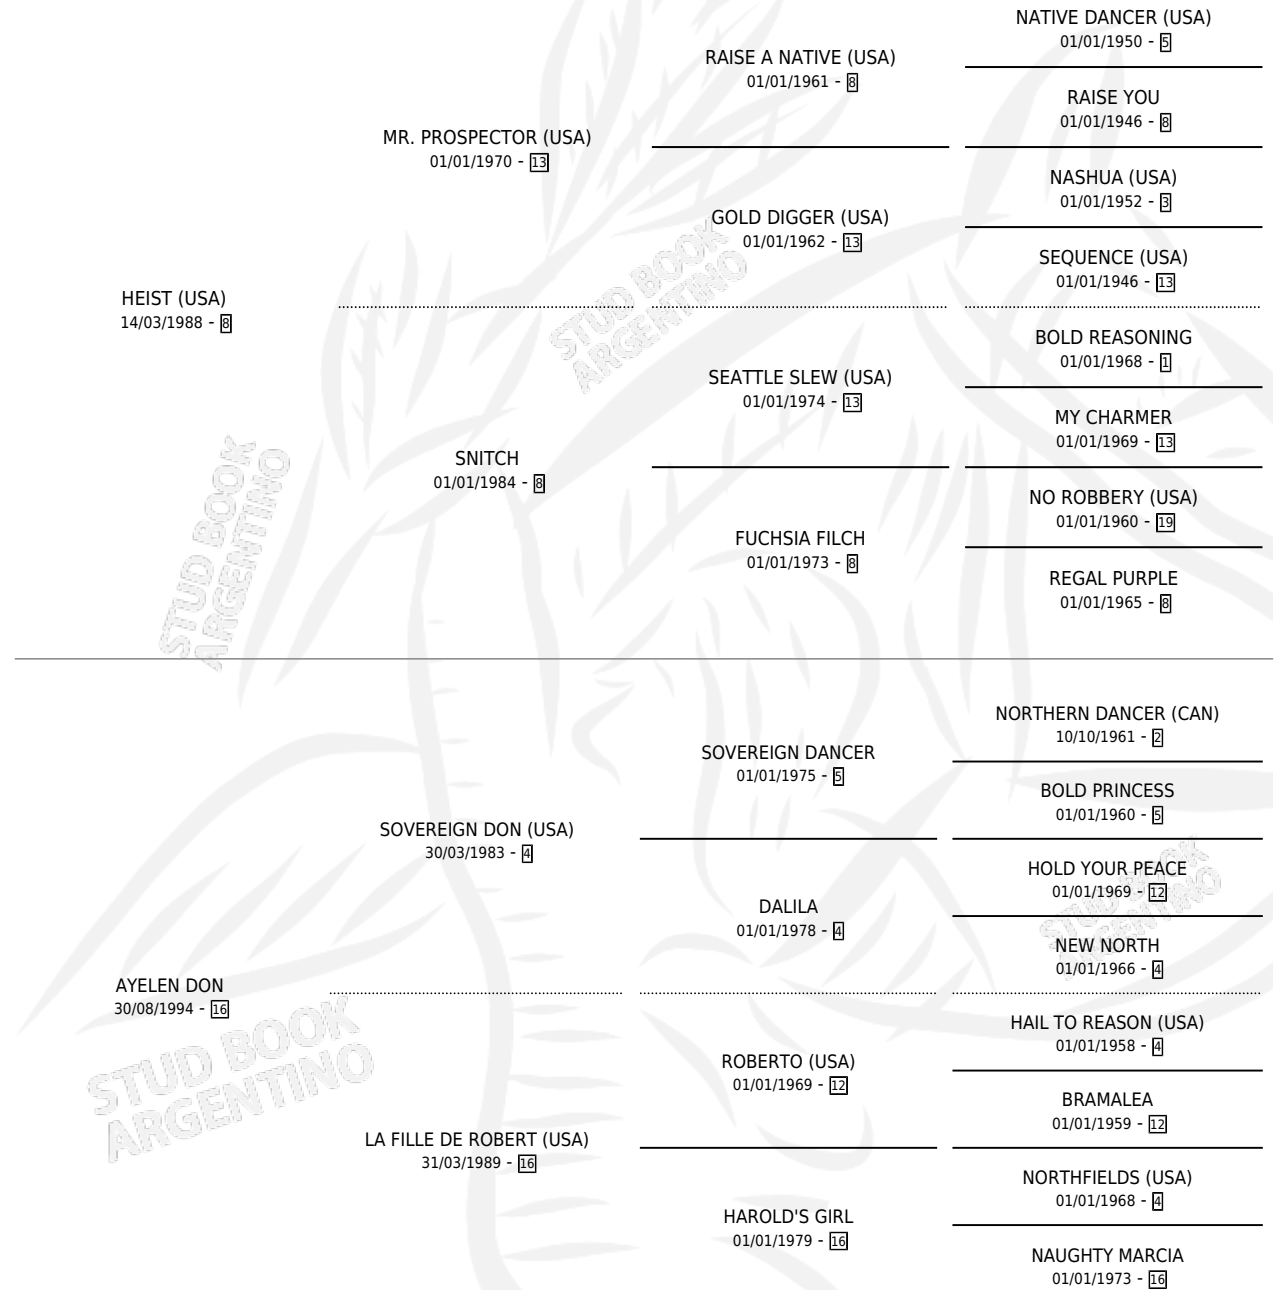 NATIVE DANCER (USA)
01/01/1950 - 5
RAISE A NATIVE (USA)
01/01/1961 - 8
RAISE YOU
01/01/1946 - 8
MR. PROSPECTOR (USA)
01/01/1970 - 13
NASHUA (USA)
01/01/1952 - 3
GOLD DIGGER (USA)
01/01/1962 - 13
SEQUENCE (USA)
01/01/1946 - 13
HEIST (USA)
14/03/1988 - 8
STUD BOOK
ARGENTINO
BOLD REASONING
01/01/1968 - 1
SEATTLE SLEW (USA)
01/01/1974 - 13
MY CHARMER
01/01/1969 - 13
SNITCH
01/01/1984 - 8
STUD BOOK
ARGENTINO
NO ROBBERY (USA)
01/01/1960 - 19
FUCHSIA FILCH
01/01/1973 - 8
REGAL PURPLE
01/01/1965 - 8
NORTHERN DANCER (CAN)
10/10/1961 - 2
SOVEREIGN DANCER
01/01/1975 - 5
BOLD PRINCESS
01/01/1960 - 5
SOVEREIGN DON (USA)
30/03/1983 - 4
HOLD YOUR PEACE
01/01/1969 - 12
STUD BOOK
ARGENTINO
DALILA
01/01/1978 - 4
NEW NORTH
01/01/1966 - 4
AYELEN DON
30/08/1994 - 16
STUD BOOK
ARGENTINO
HAIL TO REASON (USA)
01/01/1958 - 4
ROBERTO (USA)
01/01/1969 - 12
BRAMALEA
01/01/1959 - 12
LA FILLE DE ROBERT (USA)
31/03/1989 - 16
NORTHFIELDS (USA)
01/01/1968 - 4
HAROLD'S GIRL
01/01/1979 - 16
NAUGHTY MARCIA
01/01/1973 - 16